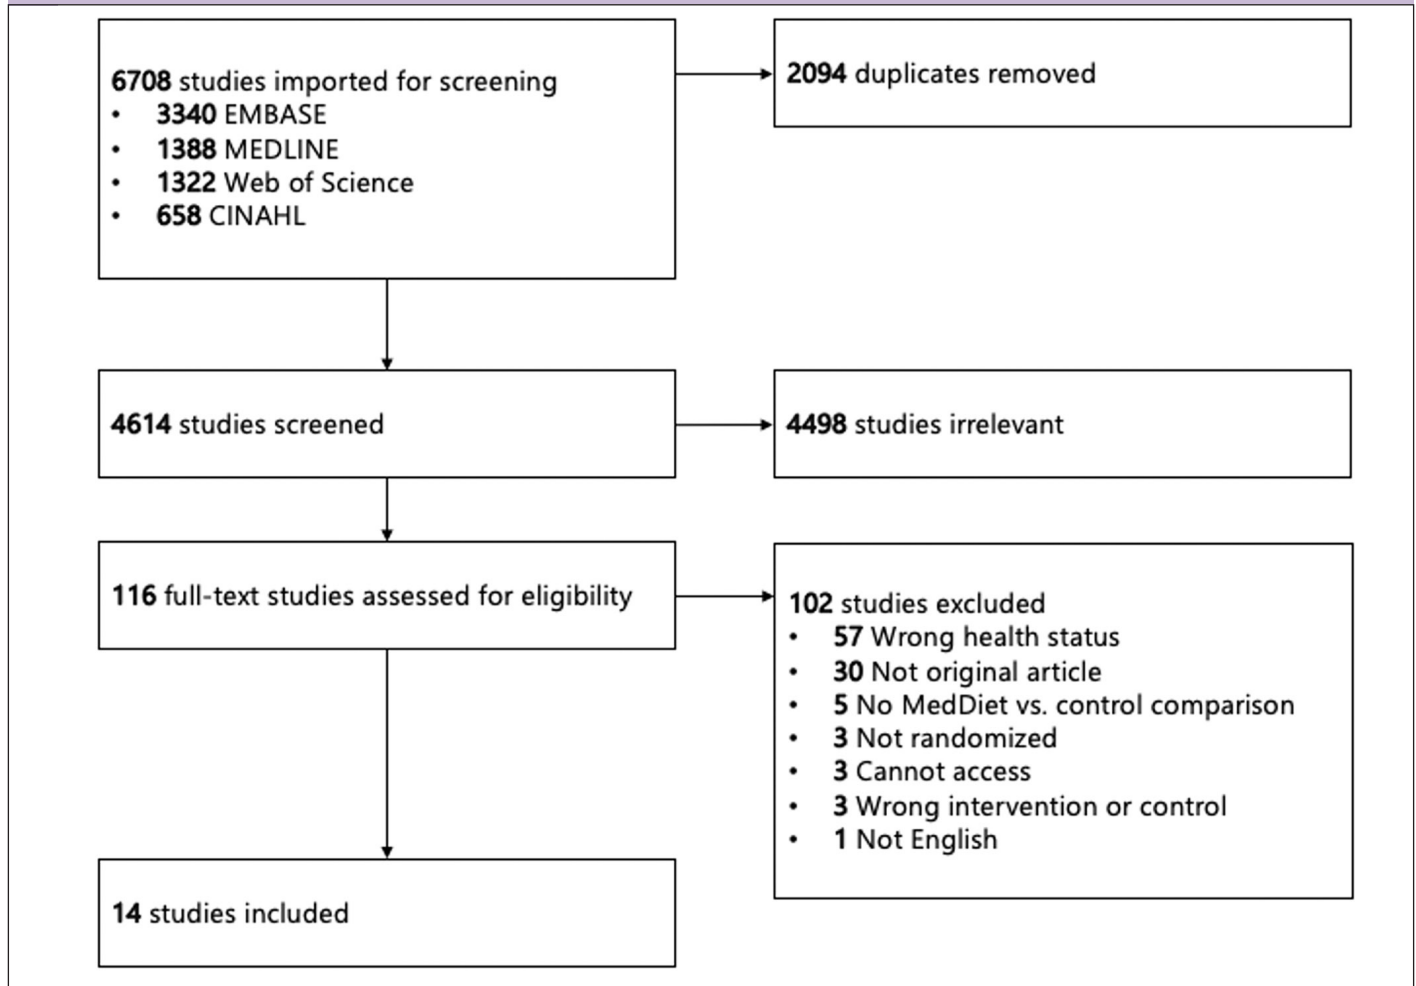 6708 studies imported for screening
• 3340 EMBASE
• 1388 MEDLINE
• 1322 Web of Science
• 658 CINAHL
2094 duplicates removed
4614 studies screened
4498 studies irrelevant
116 full-text studies assessed for eligibility
102 studies excluded
• 57 Wrong health status
• 30 Not original article
• 5 No MedDiet vs. control comparison
• 3 Not randomized
• 3 Cannot access
• 3 Wrong intervention or control
• 1 Not English
14 studies included